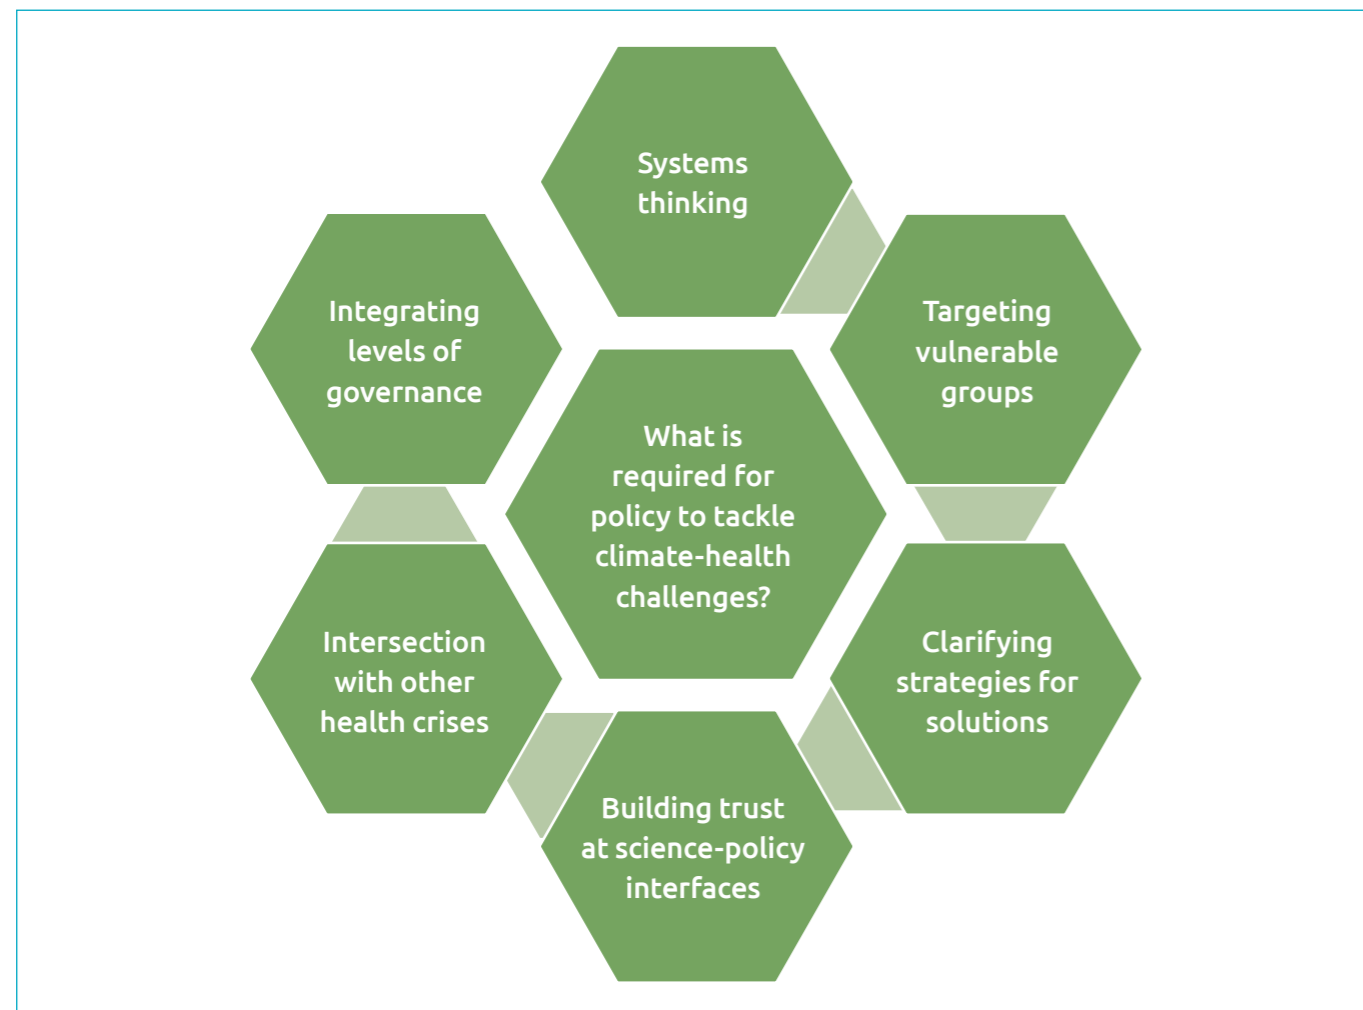 Systems
thinking
Targeting
vulnerable
groups
Clarifying
strategies for
solutions
Building trust
at science-policy
interfaces
Intersection
with other
health crises
Integrating
levels of
governance
What is
required for
policy to tackle
climate-health
challenges?